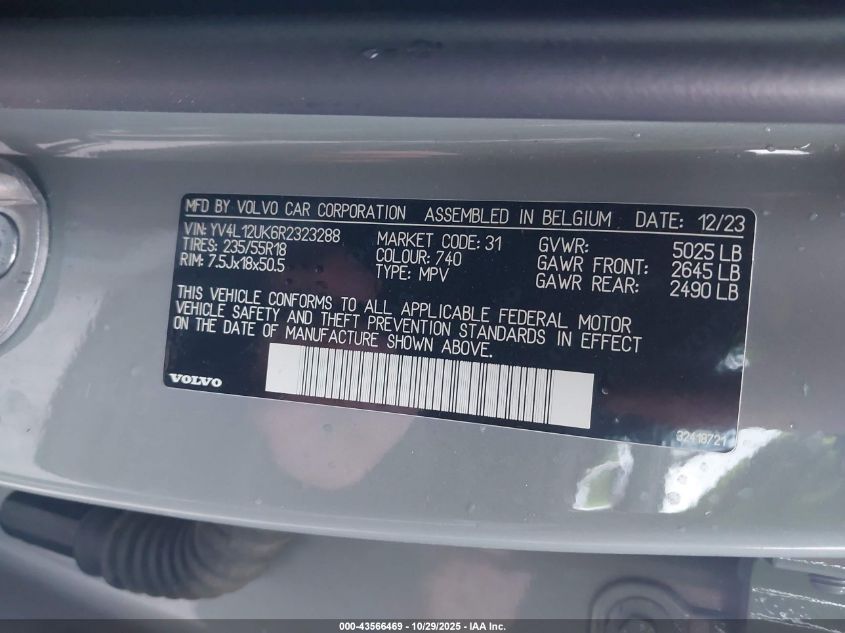 MFD BY VOLVO CAR CORPORATION ASSEMBLED IN BELGIUM DATE: 12/23
VIN: YV4L12UK6R2323288 MARKET CODE: 31 GVWR: 5025 LB
TIRES: 235/55R18 COLOUR: 740 GAWR FRONT: 2645 LB
RIM: 7.5Jx18x50.5 TYPE: MPV GAWR REAR: 2490 LB
THIS VEHICLE CONFORMS TO ALL APPLICABLE FEDERAL MOTOR
VEHICLE SAFETY AND THEFT PREVENTION STANDARDS IN EFFECT
ON THE DATE OF MANUFACTURE SHOWN ABOVE.
VOLVO
32418721
000-43566469 - 10/29/2025 - IAA Inc.